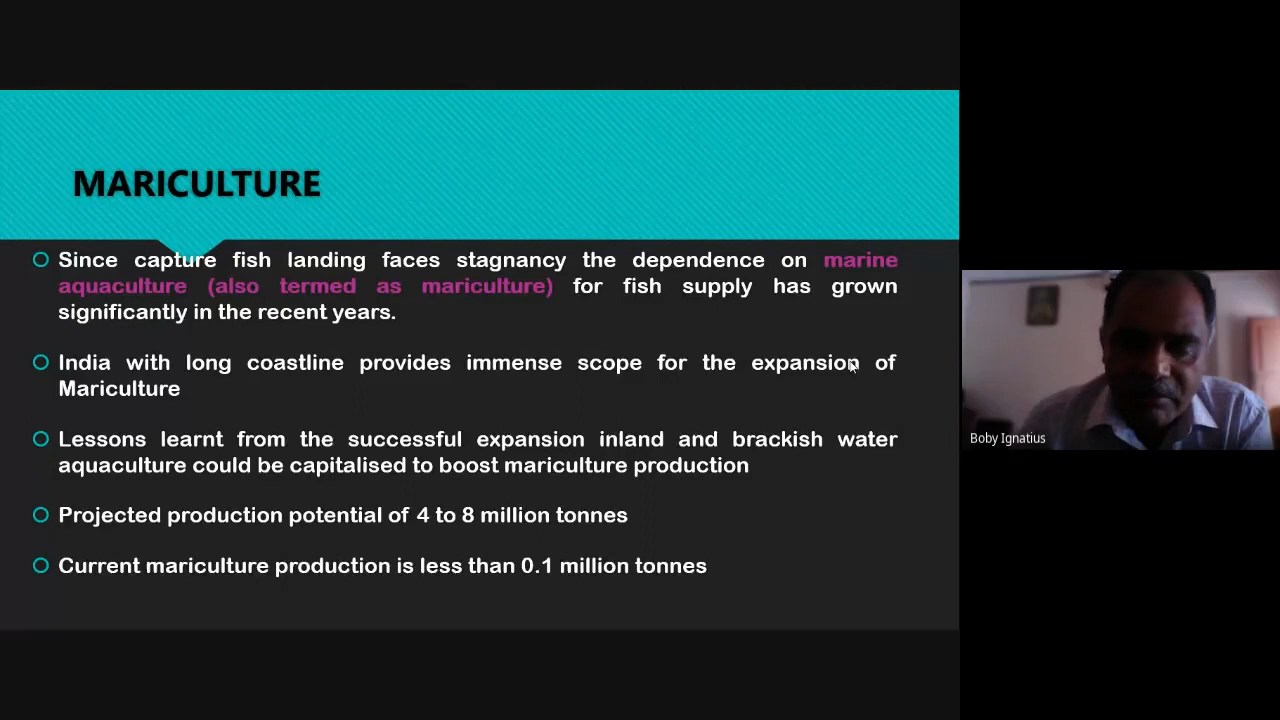 MARICULTURE
Since capture fish landing faces stagnancy the dependence on marine
aquaculture (also termed as mariculture) for fish supply has grown
significantly in the recent years.
India with long coastline provides immense scope for the expansion of
Mariculture
Lessons learnt from the successful expansion inland and brackish water
aquaculture could be capitalised to boost mariculture production
Projected production potential of 4 to 8 million tonnes
Current mariculture production is less than 0.1 million tonnes
Boby Ignatius